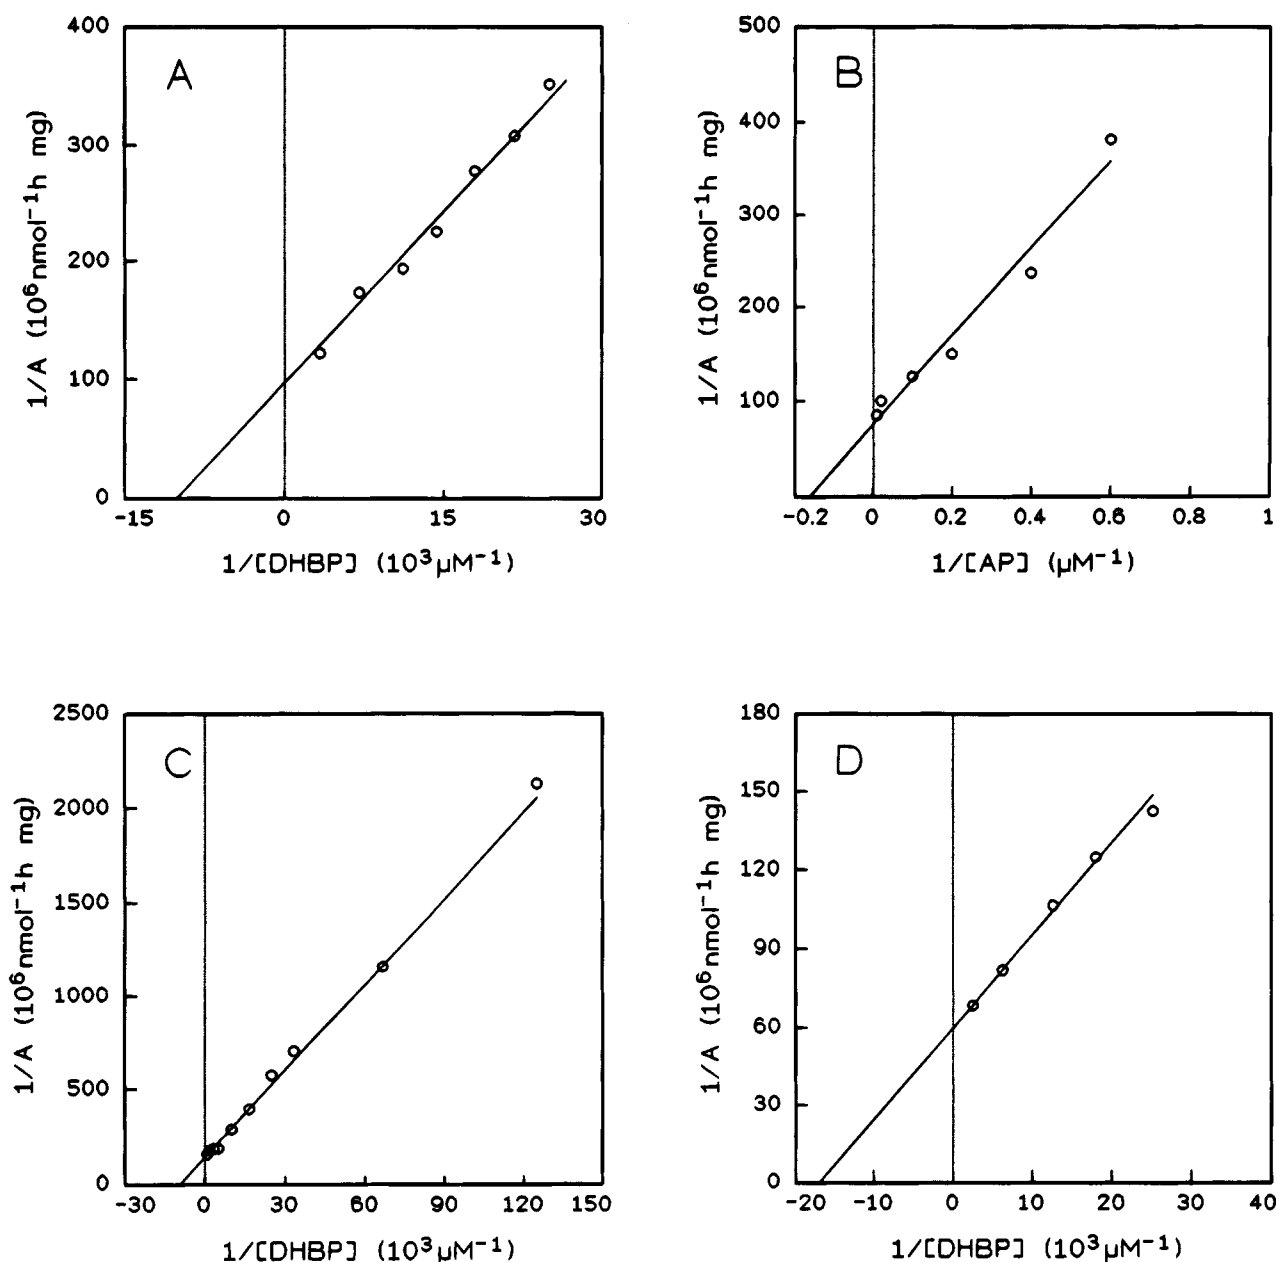 A
400
300
200
100
0
-15 0 15 30
1/A (10⁶nmol⁻¹h mg)
1/[DHBP] (10³μM⁻¹)
B
500
400
300
200
100
-0.2 0 0.2 0.4 0.6 0.8 1
1/A (10⁶nmol⁻¹h mg)
1/[AP] (μM⁻¹)
C
2500
2000
1500
1000
500
0
-30 0 30 60 90 120 150
1/A (10⁶nmol⁻¹h mg)
1/[DHBP] (10³μM⁻¹)
D
180
150
120
90
60
30
0
-20 -10 0 10 20 30 40
1/A (10⁶nmol⁻¹h mg)
1/[DHBP] (10³μM⁻¹)